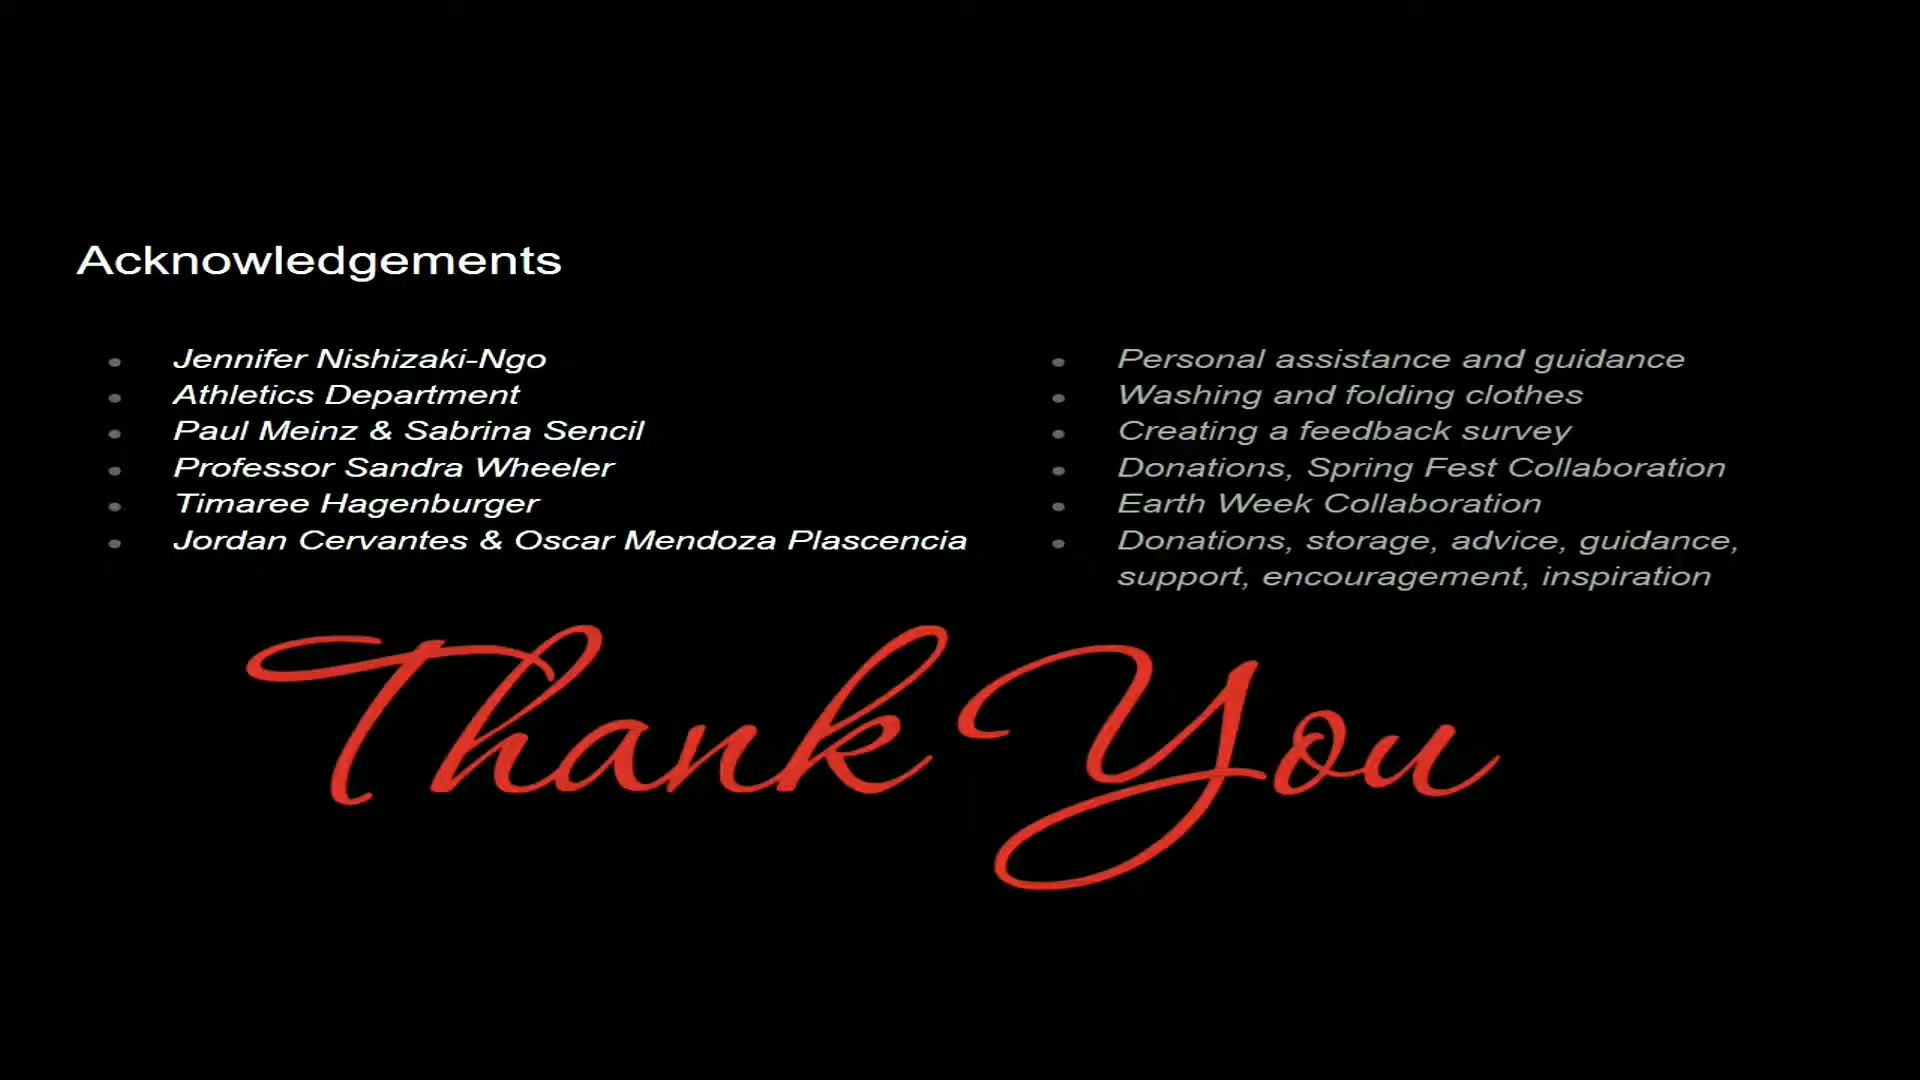 Acknowledgements
Jennifer Nishizaki-Ngo
Athletics Department
Paul Meinz & Sabrina Sencil
Professor Sandra Wheeler
Timaree Hagenburger
Jordan Cervantes & Oscar Mendoza Plascencia
Personal assistance and guidance
Washing and folding clothes
Creating a feedback survey
Donations, Spring Fest Collaboration
Earth Week Collaboration
Donations, storage, advice, guidance,
support, encouragement, inspiration
Thank You